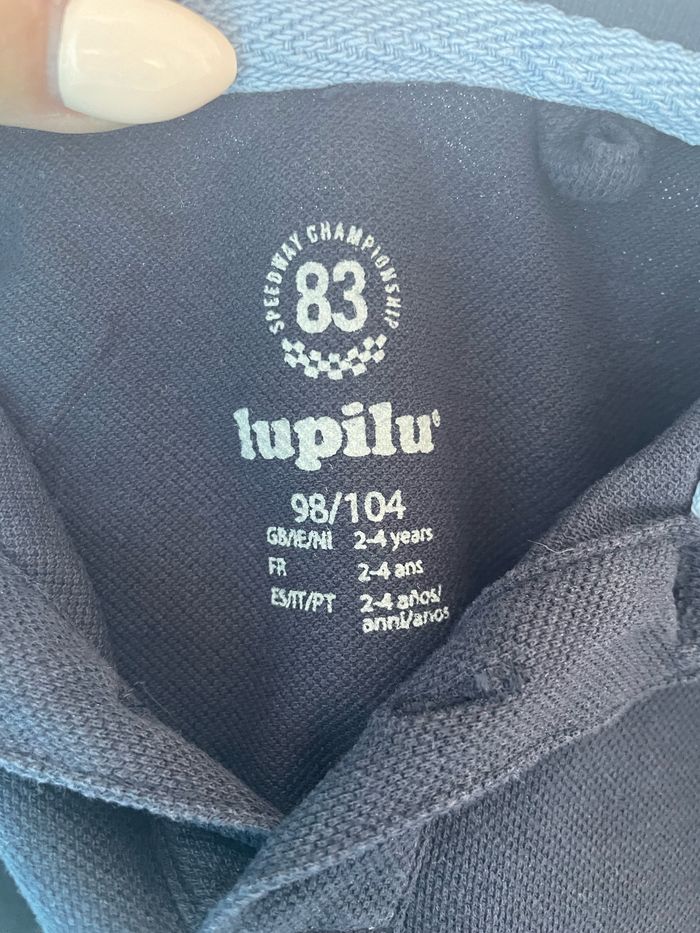 SPEEDWAY CHAMPIONSHIP
83
lupilu®
98/104
GB/IE/NI 2-4 years
FR 2-4 ans
ES/IT/PT 2-4 años/
anni/anos